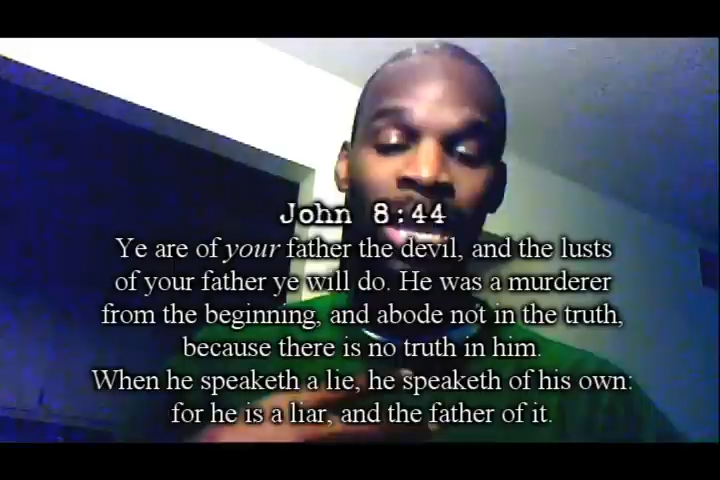 John 8:44
Ye are of your father the devil, and the lusts
of your father ye will do. He was a murderer
from the beginning, and abode not in the truth,
because there is no truth in him.
When he speaketh a lie, he speaketh of his own:
for he is a liar, and the father of it.